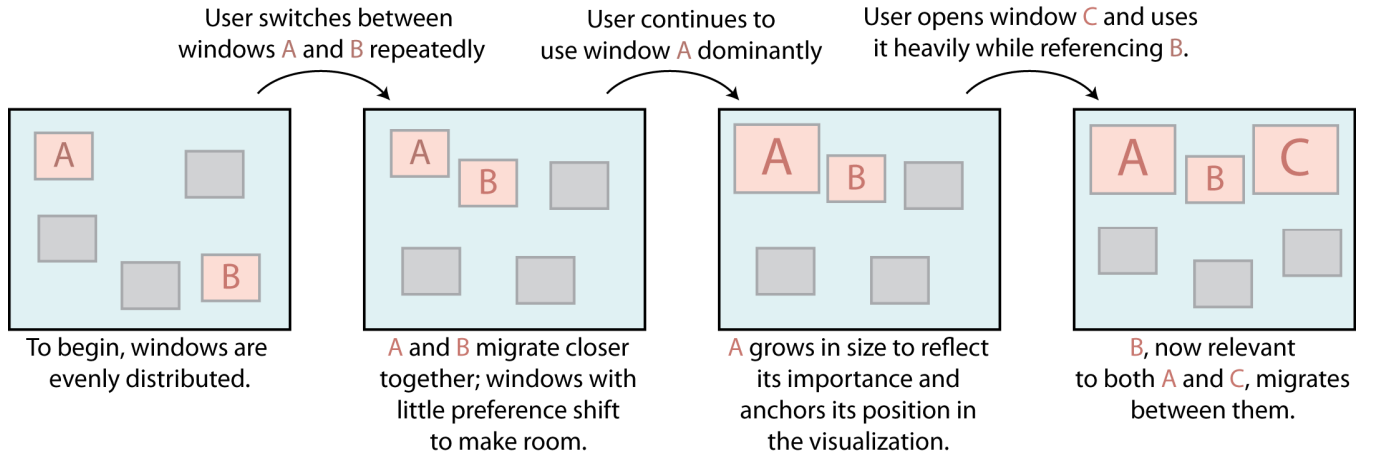 User switches between
windows A and B repeatedly
User continues to
use window A dominantly
User opens window C and uses
it heavily while referencing B.
A
B
To begin, windows are
evenly distributed.
A
B
A and B migrate closer
together; windows with
little preference shift
to make room.
A
B
A grows in size to reflect
its importance and
anchors its position in
the visualization.
A
B
C
B, now relevant
to both A and C, migrates
between them.